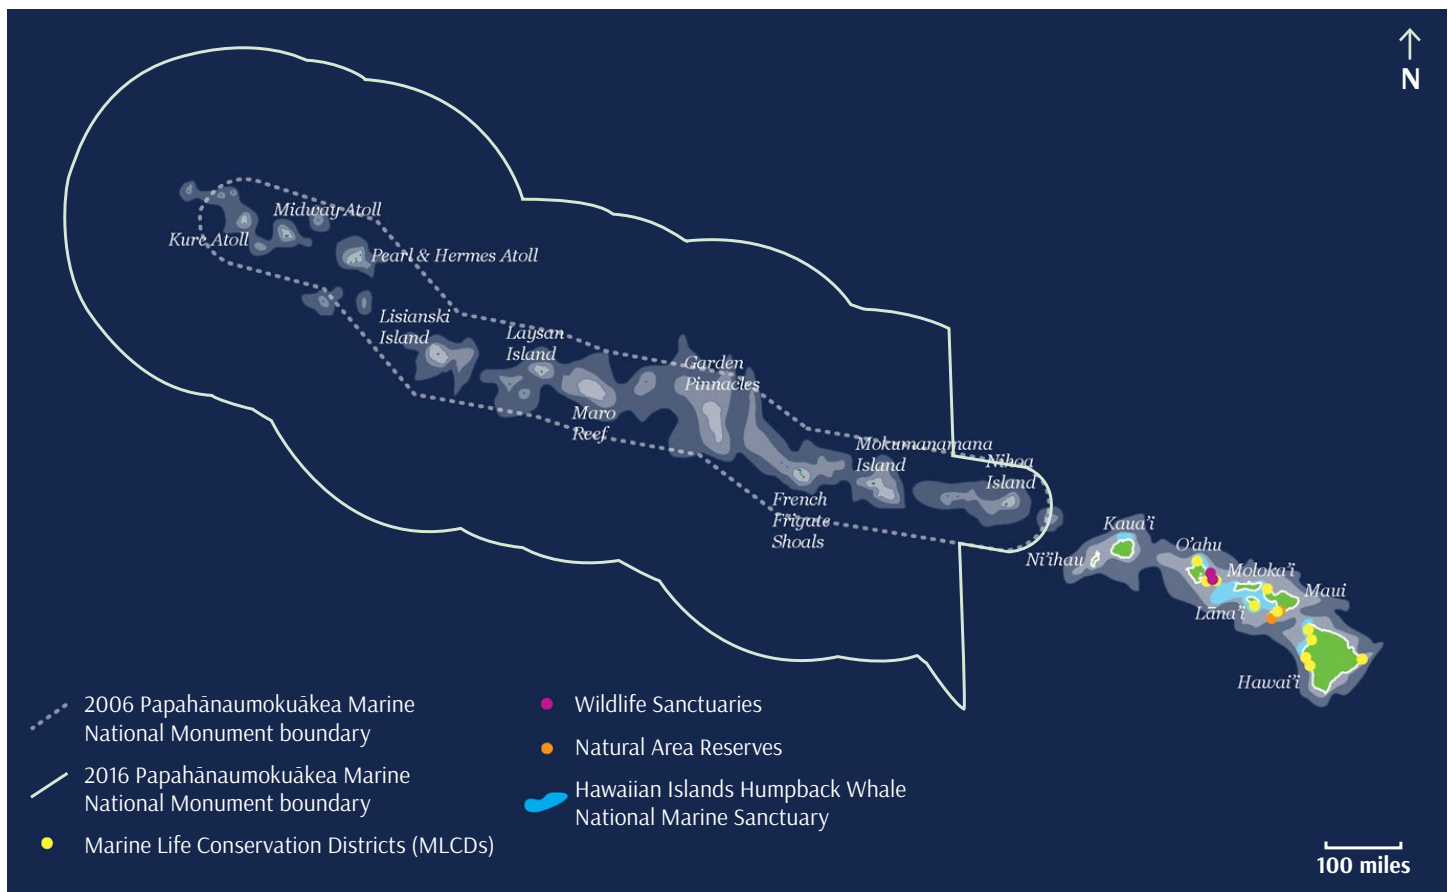 N
Midway Atoll
Kure Atoll
Pearl & Hermes Atoll
Lisianski
Island
Laysan
Island
Garden
Pinnacles
Maro
Reef
Mokumanamana
Island
Nihoa
Island
French
Frigate
Shoals
Kaua'i
Ni'ihau
O'ahu
Moloka'i
Maui
Lāna'i
Hawai'i
2006 Papahānaumokuākea Marine
National Monument boundary
2016 Papahānaumokuākea Marine
National Monument boundary
Marine Life Conservation Districts (MLCDs)
Wildlife Sanctuaries
Natural Area Reserves
Hawaiian Islands Humpback Whale
National Marine Sanctuary
100 miles